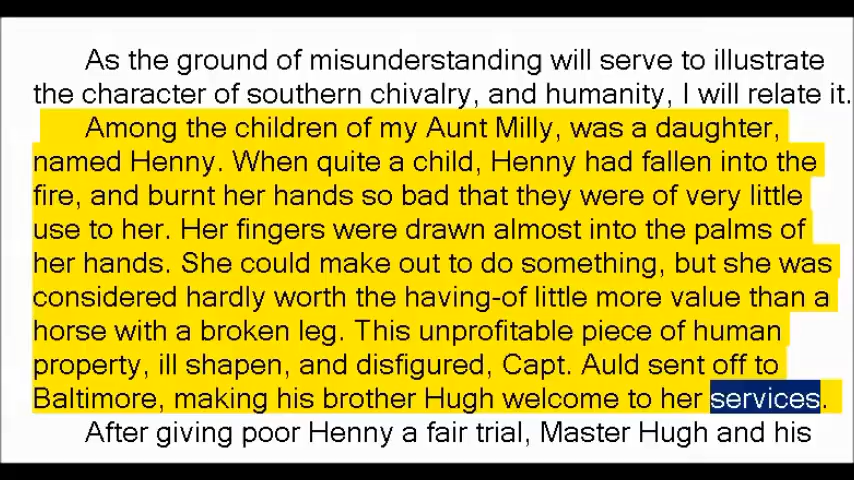 As the ground of misunderstanding will serve to illustrate
the character of southern chivalry, and humanity, I will relate it.
Among the children of my Aunt Milly, was a daughter,
named Henny. When quite a child, Henny had fallen into the
fire, and burnt her hands so bad that they were of very little
use to her. Her fingers were drawn almost into the palms of
her hands. She could make out to do something, but she was
considered hardly worth the having-of little more value than a
horse with a broken leg. This unprofitable piece of human
property, ill shapen, and disfigured, Capt. Auld sent off to
Baltimore, making his brother Hugh welcome to her services.
After giving poor Henny a fair trial, Master Hugh and his